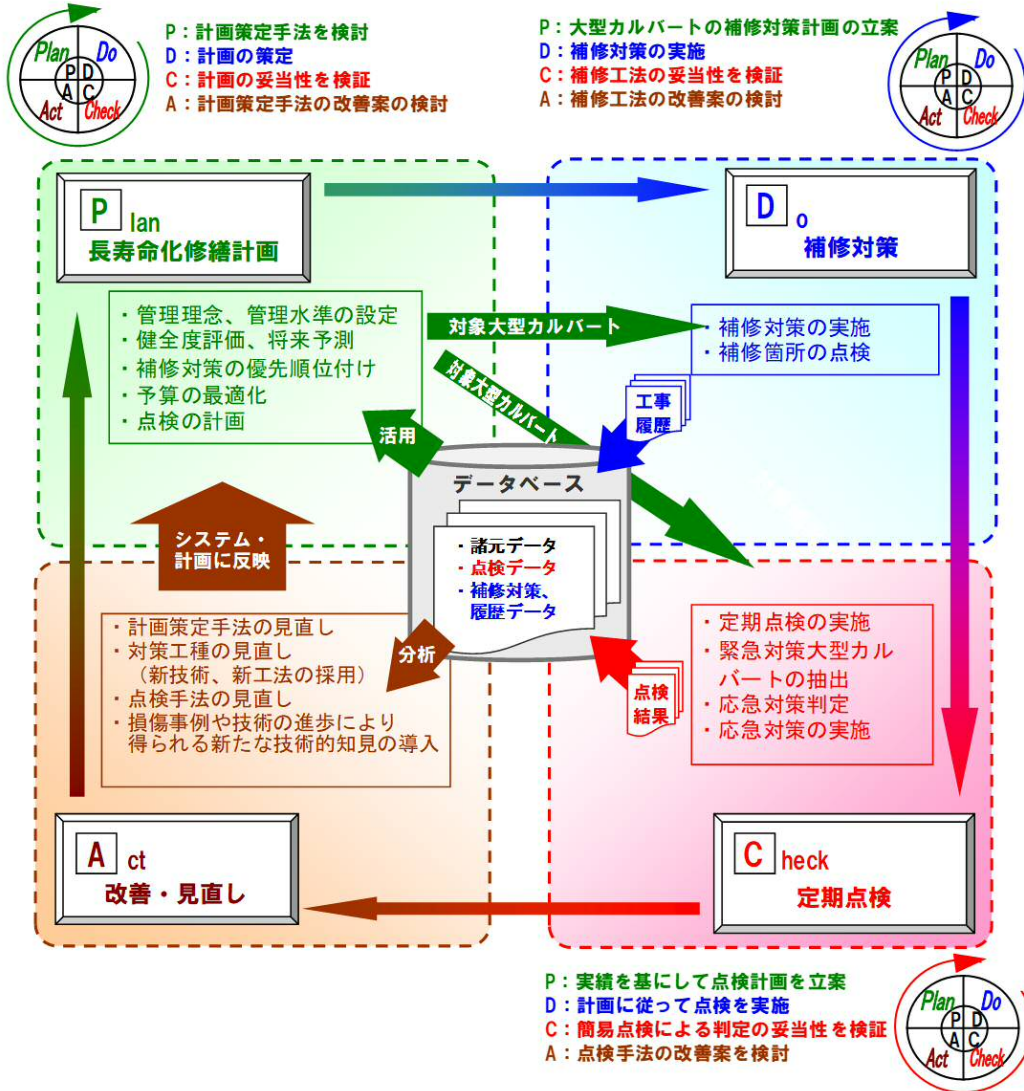 Plan Do
P D
A C
Act Check
P：計画策定手法を検討
D：計画の策定
C：計画の妥当性を検証
A：計画策定手法の改善案の検討
P：大型カルバートの補修対策計画の立案
D：補修対策の実施
C：補修工法の妥当性を検証
A：補修工法の改善案の検討
Plan Do
P D
A C
Act Check
P lan
長寿命化修繕計画
D o
補修対策
・管理理念、管理水準の設定
・健全度評価、将来予測
・補修対策の優先順位付け
・予算の最適化
・点検の計画
対象大型カルバート
対象大型カルバート
・補修対策の実施
・補修箇所の点検
工事
履歴
活用
データベース
・諸元データ
・点検データ
・補修対策、
履歴データ
システム・
計画に反映
分析
点検
結果
・計画策定手法の見直し
・対策工種の見直し
（新技術、新工法の採用）
・点検手法の見直し
・損傷事例や技術の進歩により
得られる新たな技術的知見の導入
・定期点検の実施
・緊急対策大型カル
バートの抽出
・応急対策判定
・応急対策の実施
A ct
改善・見直し
C heck
定期点検
P：実績を基にして点検計画を立案
D：計画に従って点検を実施
C：簡易点検による判定の妥当性を検証
A：点検手法の改善案を検討
Plan Do
P D
A C
Act Check